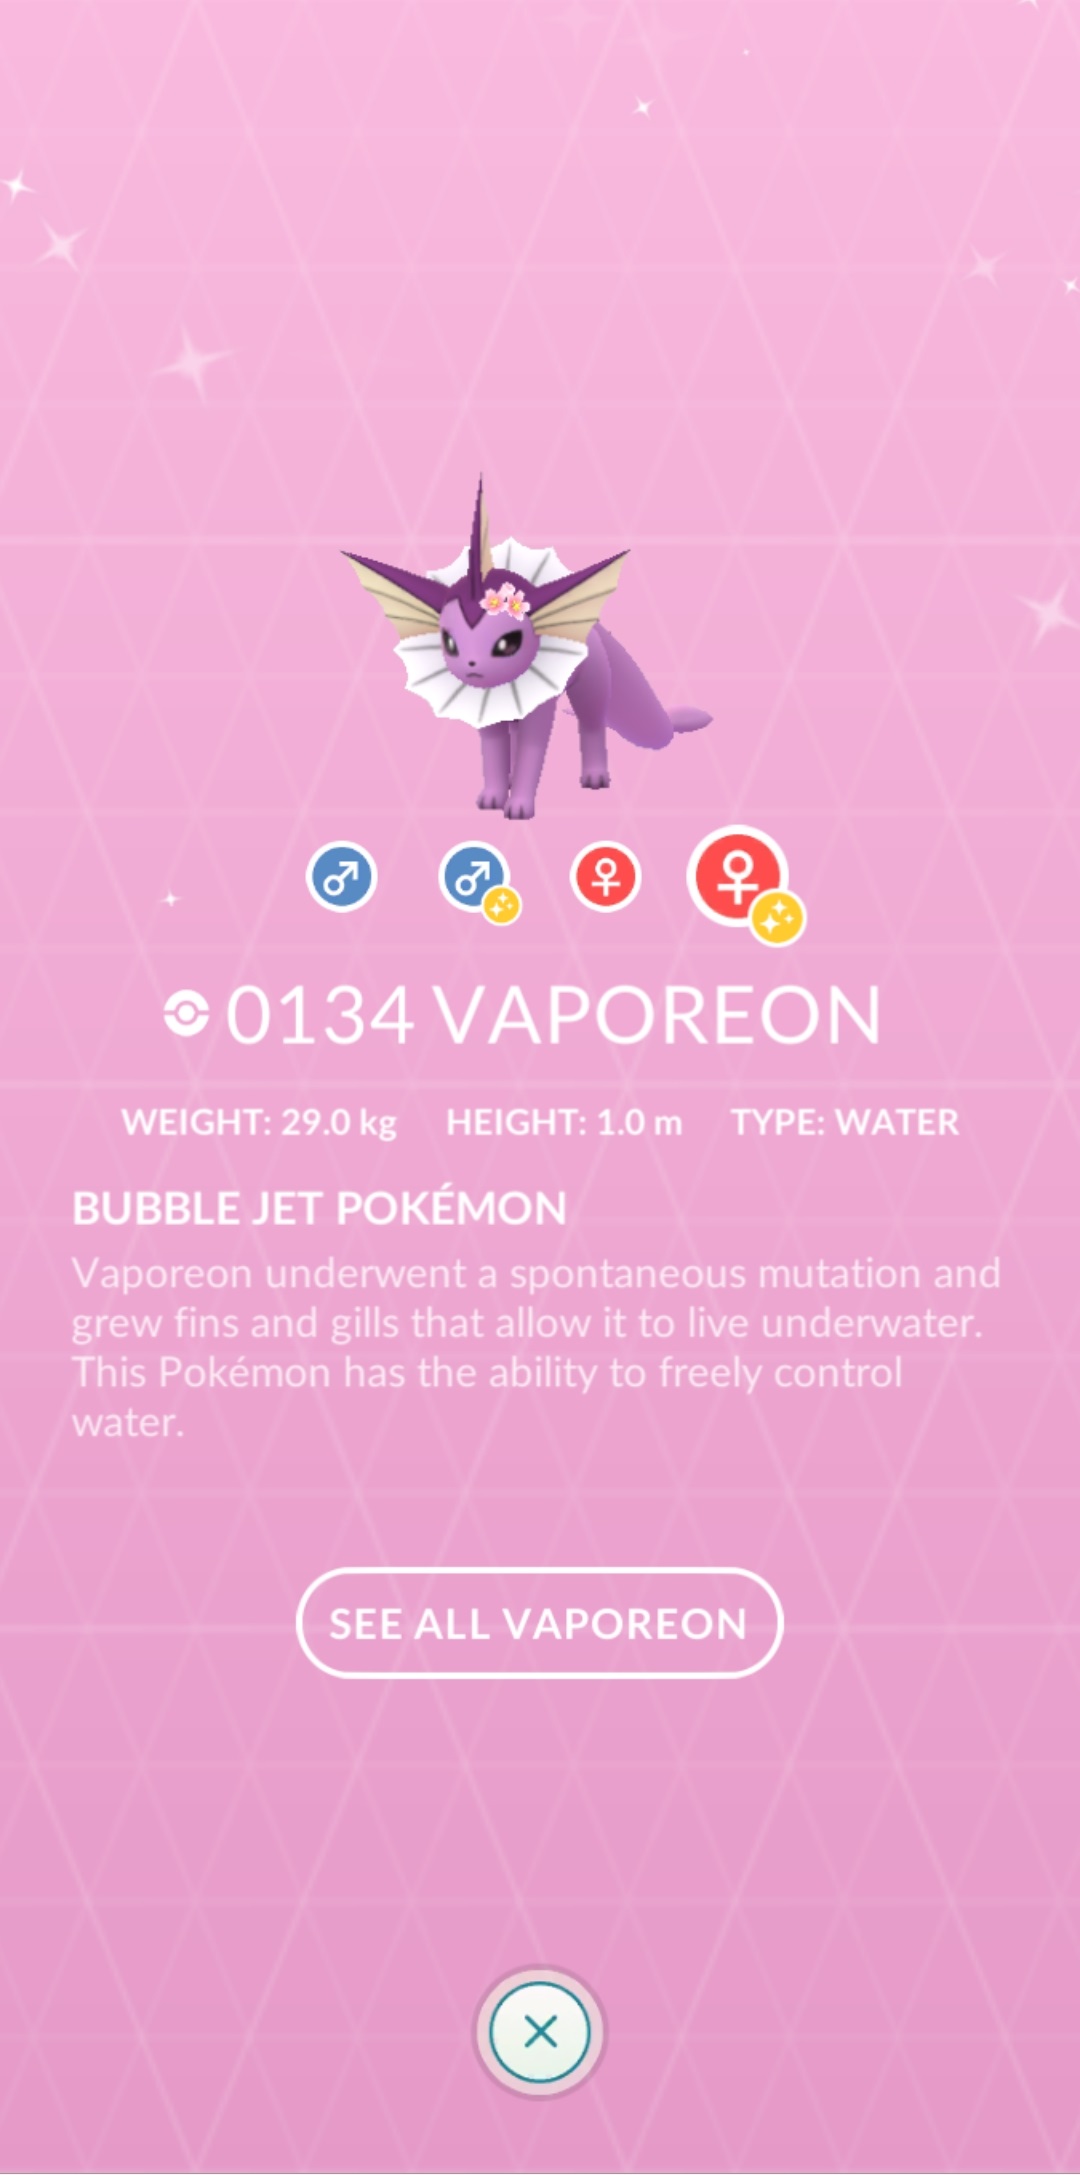 0134 VAPOREON
WEIGHT: 29.0 kg HEIGHT: 1.0 m TYPE: WATER
BUBBLE JET POKÉMON
Vaporeon underwent a spontaneous mutation and
grew fins and gills that allow it to live underwater.
This Pokémon has the ability to freely control
water.
SEE ALL VAPOREON